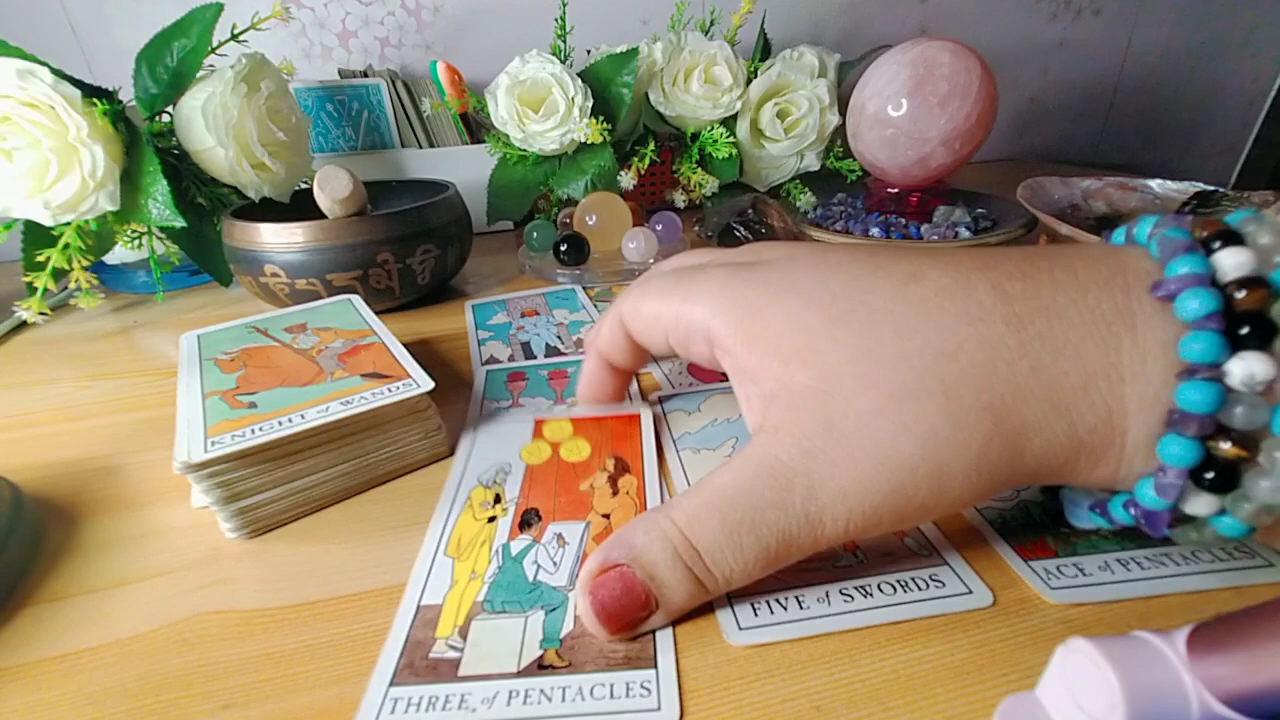 KNIGHT of WANDS
THREE of PENTACLES
FIVE of SWORDS
ACE of PENTACLES